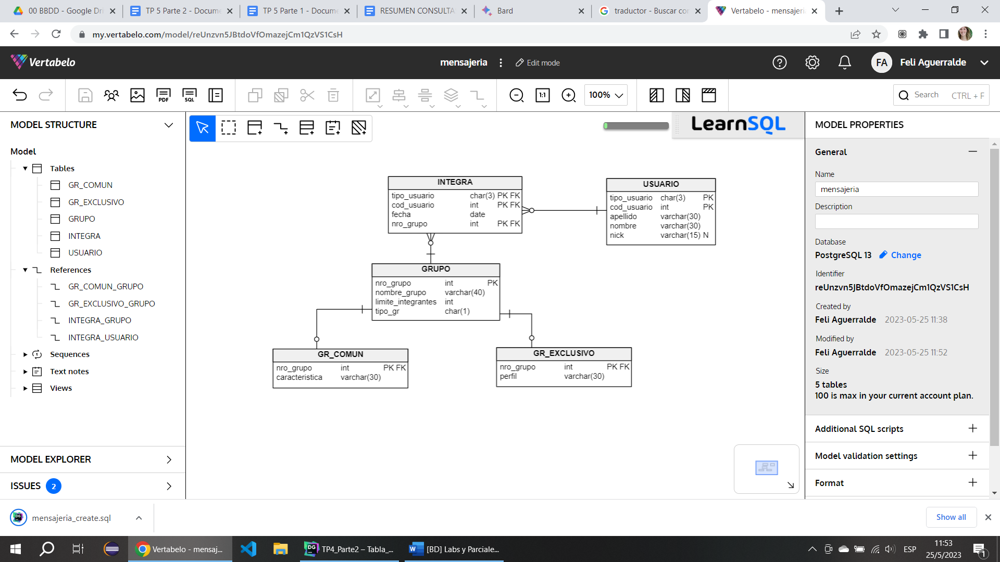 00 BBDD - Google Dri
TP 5 Parte 2 - Docume
TP 5 Parte 1 - Docume
RESUMEN CONSULTA
Bard
traductor - Buscar con
Vertabelo - mensajeria
my.vertabelo.com/model/reUnzvn5JBtdoVfOmazejCm1QzVS1CsH
Vertabelo
mensajeria
Edit mode
FA
Feli Aguerralde
PDF
SQL
1:1
100%
Search
CTRL + F
MODEL STRUCTURE
Model
Tables
GR_COMUN
GR_EXCLUSIVO
GRUPO
INTEGRA
USUARIO
References
GR_COMUN_GRUPO
GR_EXCLUSIVO_GRUPO
INTEGRA_GRUPO
INTEGRA_USUARIO
Sequences
Text notes
Views
MODEL EXPLORER
ISSUES 2
LearnSQL
INTEGRA
tipo_usuario char(3) PK FK
cod_usuario int PK FK
fecha date
nro_grupo int PK FK
USUARIO
tipo_usuario char(3) PK
cod_usuario int PK
apellido varchar(30)
nombre varchar(30)
nick varchar(15) N
GRUPO
nro_grupo int PK
nombre_grupo varchar(40)
limite_integrantes int
tipo_gr char(1)
GR_COMUN
nro_grupo int PK FK
caracteristica varchar(30)
GR_EXCLUSIVO
nro_grupo int PK FK
perfil varchar(30)
MODEL PROPERTIES
General
Name
mensajeria
Description
Database
PostgreSQL 13 Change
Identifier
reUnzvn5JBtdoVfOmazejCm1QzVS1CsH
Created by
Feli Aguerralde 2023-05-25 11:38
Modified by
Feli Aguerralde 2023-05-25 11:52
Size
5 tables
100 is max in your current account plan.
Additional SQL scripts
Model validation settings
Format
DG
mensajeria_create.sql
Show all
Vertabelo - mensaj...
DG
TP4_Parte2 – Tabla_...
[BD] Labs y Parciale...
ESP
11:53
25/5/2023
1